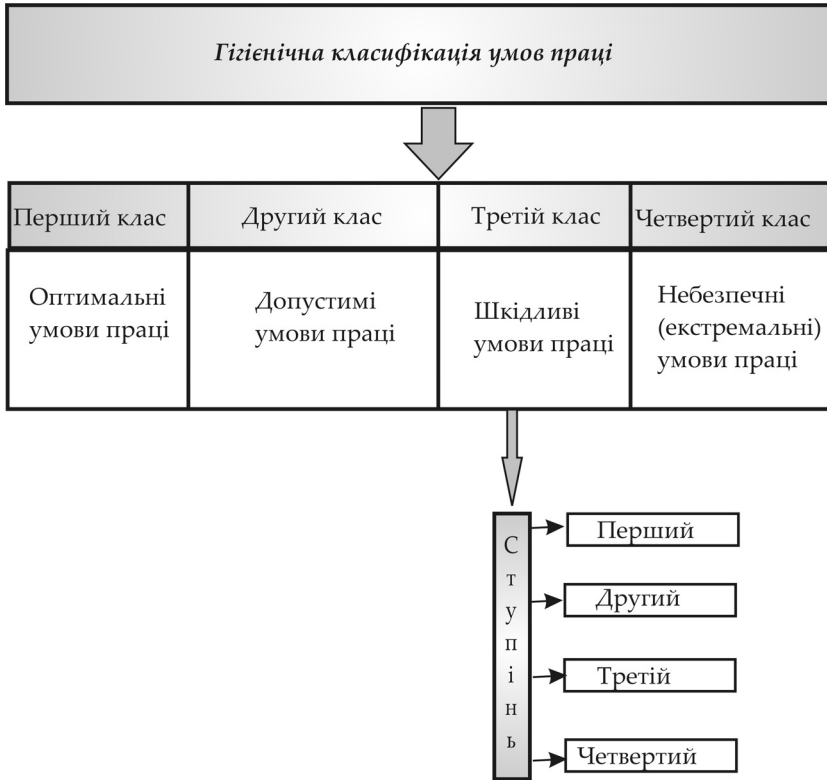 Гігієнічна класифікація умов праці
Перший клас
Другий клас
Третій клас
Четвертий клас
Оптимальні
умови праці
Допустимі
умови праці
Шкідливі
умови праці
Небезпечні
(екстремальні)
умови праці
Ступінь
Перший
Другий
Третій
Четвертий